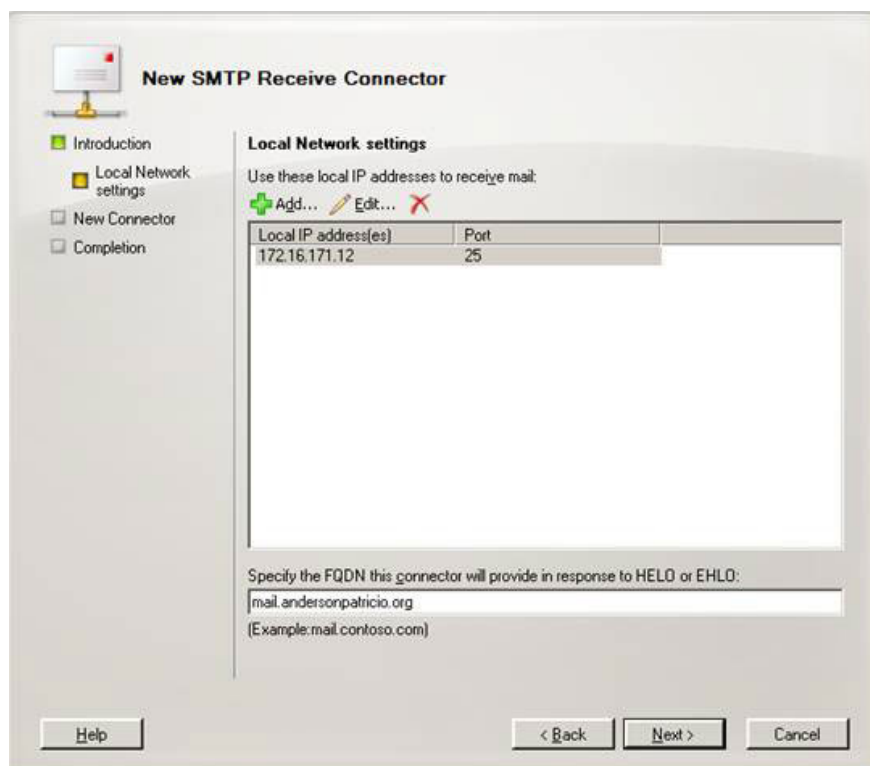 New SMTP Receive Connector
Introduction
Local Network
settings
New Connector
Completion
Local Network settings
Use these local IP addresses to receive mail:
Add... Edit...
Local IP address(es) Port
172.16.171.12 25
Specify the FQDN this connector will provide in response to HELO or EHLO:
mail.andersonpatricio.org
(Example:mail.contoso.com)
Help < Back Next > Cancel